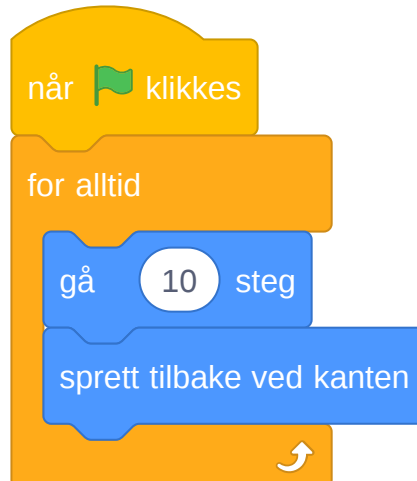 når klikkes
for alltid
gå 10 steg
sprett tilbake ved kanten